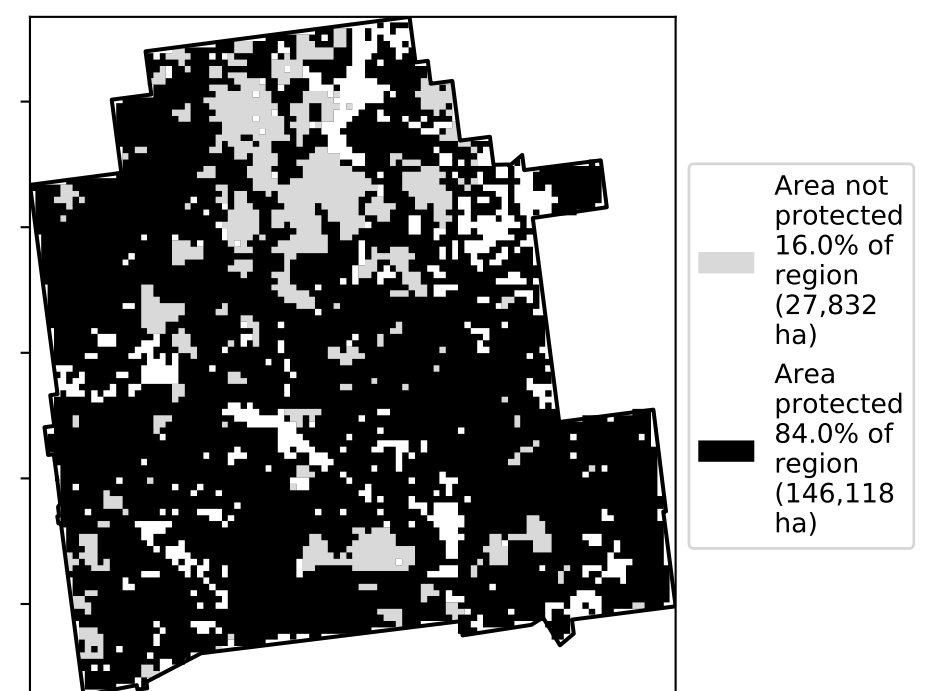 Area not
protected
16.0% of
region
(27,832
ha)
Area
protected
84.0% of
region
(146,118
ha)